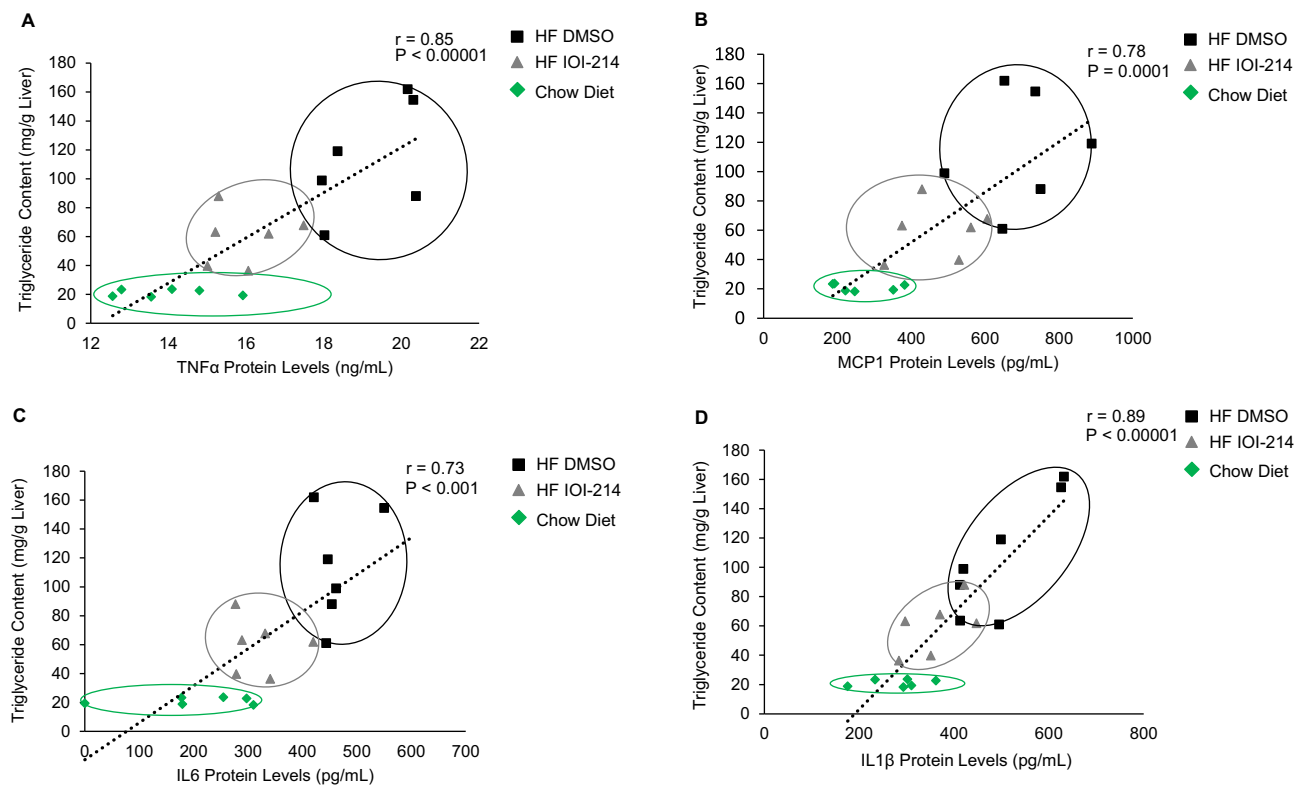 A
r = 0.85
P < 0.00001
HF DMSO
HF IOI-214
Chow Diet
Triglyceride Content (mg/g Liver)
180
160
140
120
100
80
60
40
20
0
12
14
16
18
20
22
TNFα Protein Levels (ng/mL)
B
r = 0.78
P = 0.0001
HF DMSO
HF IOI-214
Chow Diet
Triglyceride Content (mg/g Liver)
180
160
140
120
100
80
60
40
20
0
0
200
400
600
800
1000
MCP1 Protein Levels (pg/mL)
C
r = 0.73
P < 0.001
HF DMSO
HF IOI-214
Chow Diet
Triglyceride Content (mg/g Liver)
180
160
140
120
100
80
60
40
20
0
0
100
200
300
400
500
600
700
IL6 Protein Levels (pg/mL)
D
r = 0.89
P < 0.00001
HF DMSO
HF IOI-214
Chow Diet
Triglyceride Content (mg/g Liver)
180
160
140
120
100
80
60
40
20
0
0
200
400
600
800
IL1β Protein Levels (pg/mL)